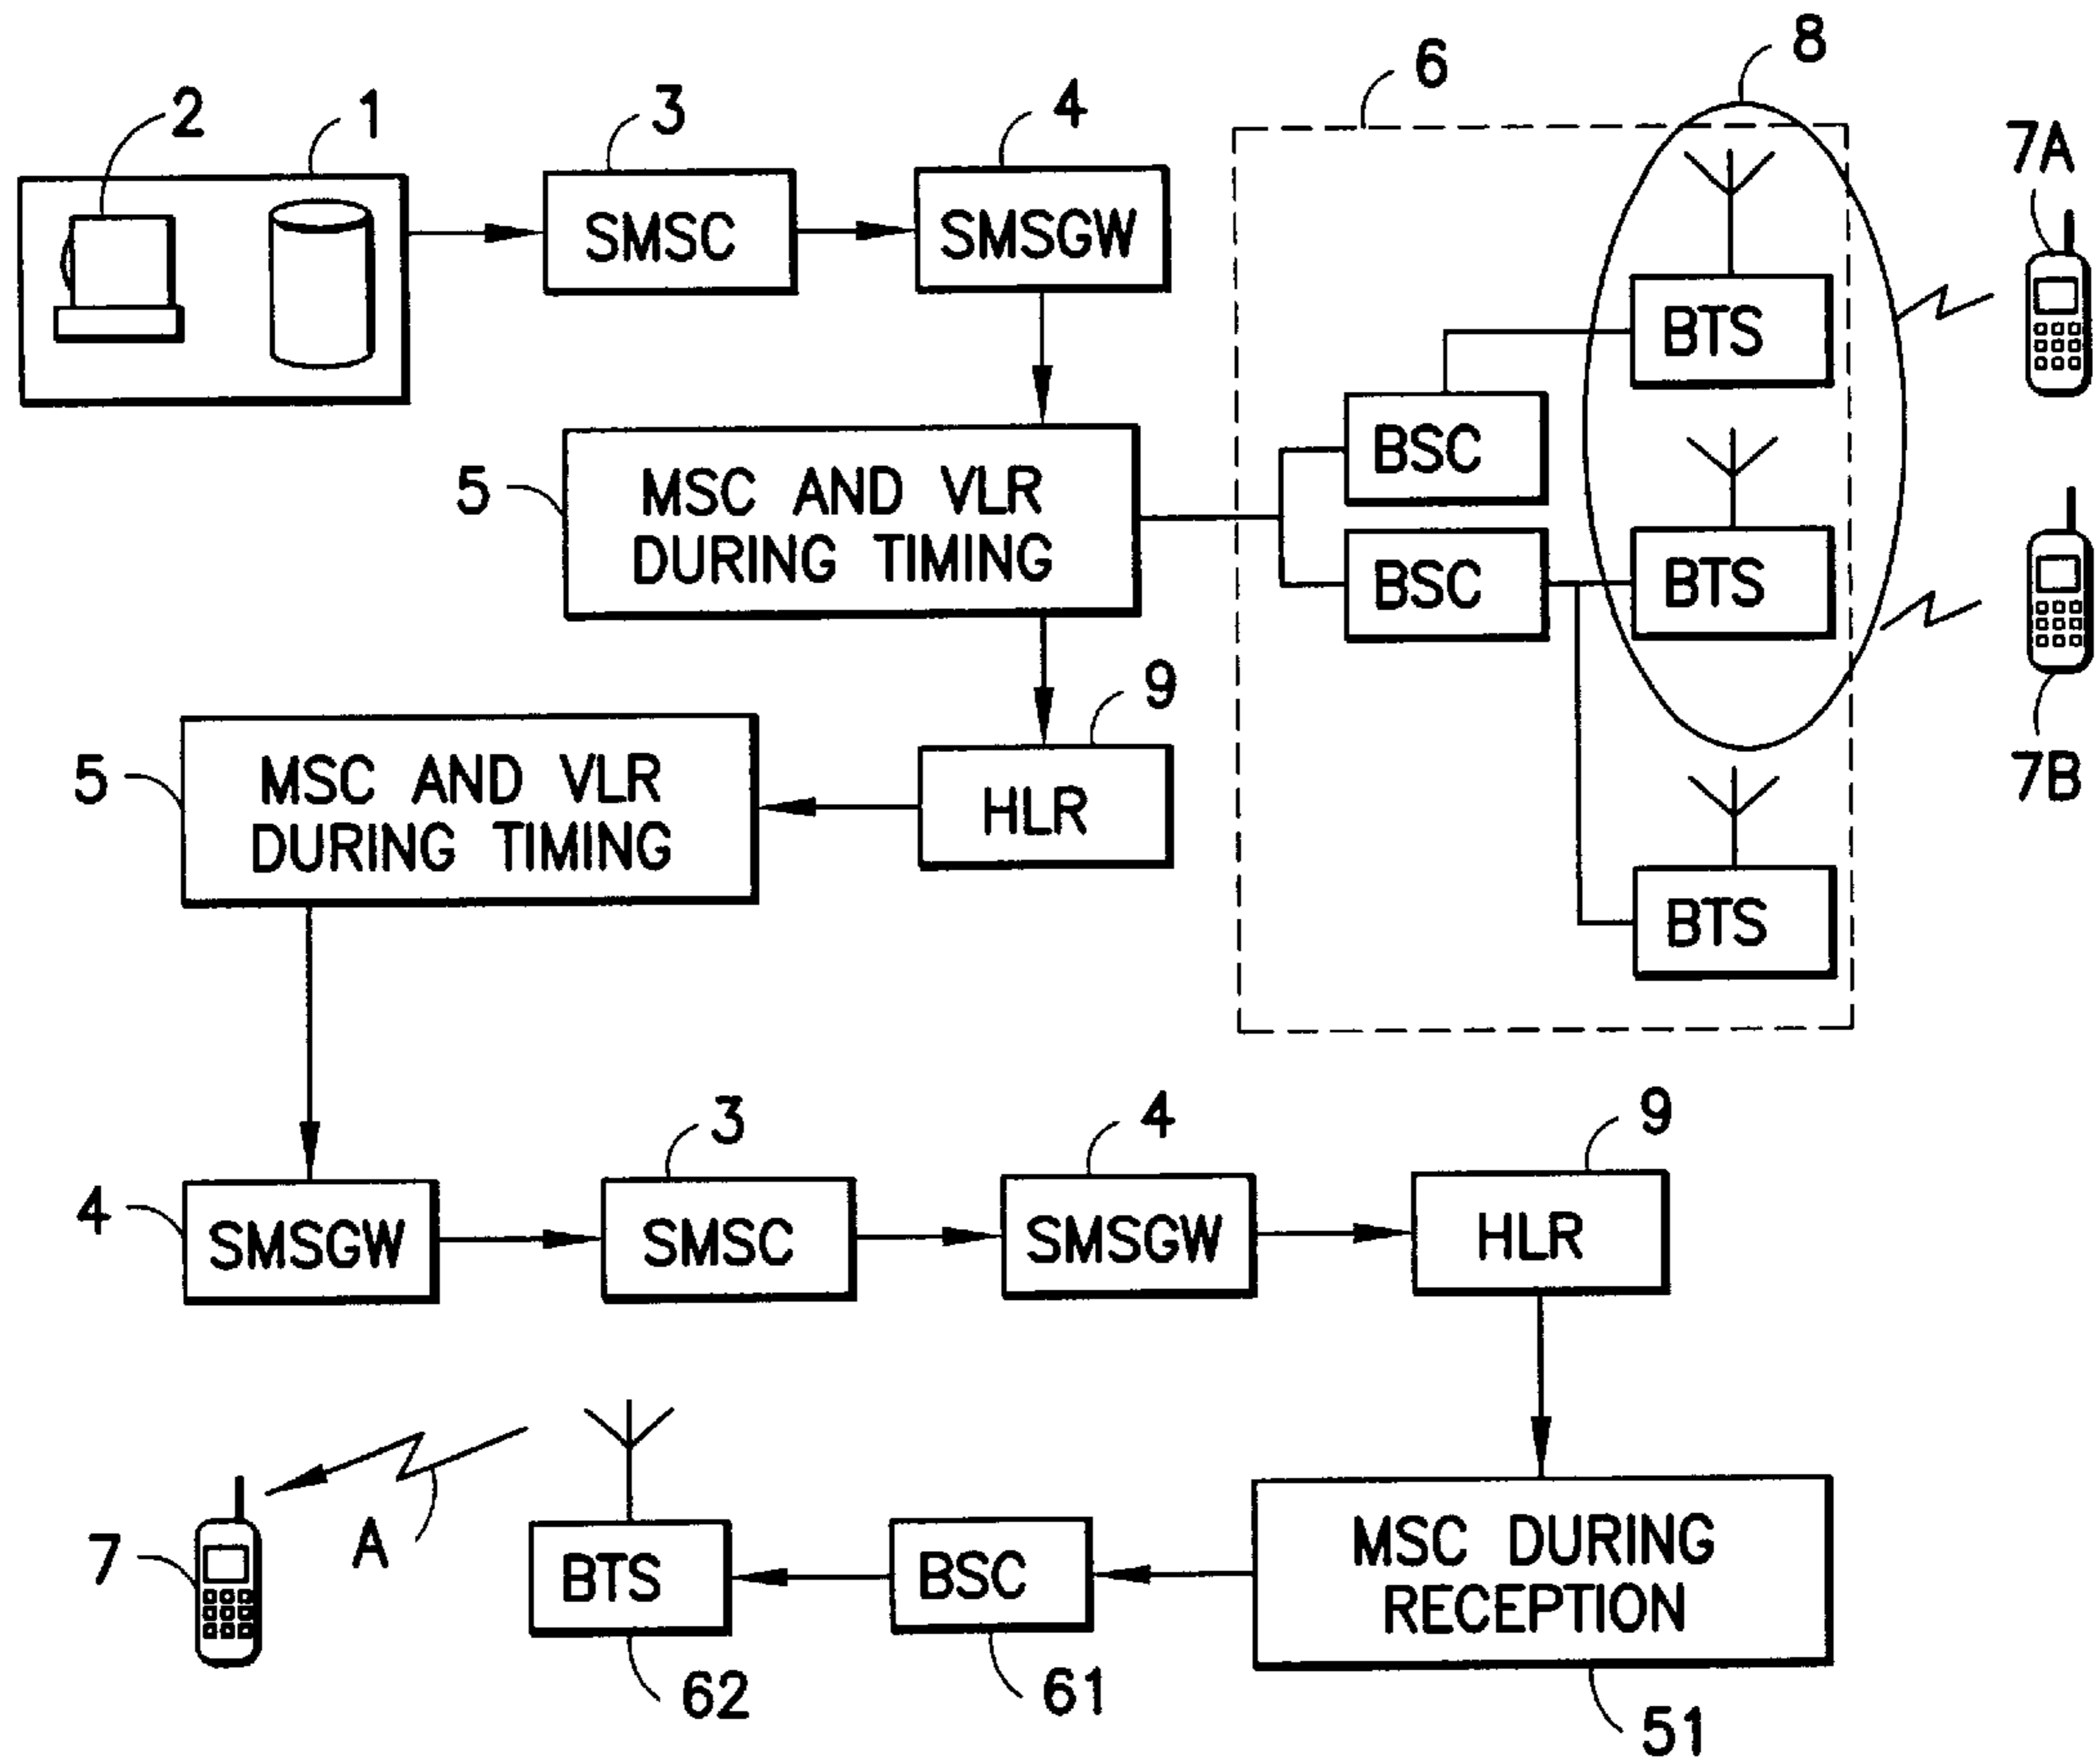 8
6
2
1
3
4
7A
SMSC
SMSGW
BTS
BSC
5
MSC AND VLR
DURING TIMING
BSC
BTS
9
7B
5
MSC AND VLR
DURING TIMING
HLR
BTS
3
4
9
4
SMSGW
SMSC
SMSGW
HLR
7
A
BTS
BSC
MSC DURING
RECEPTION
62
61
51